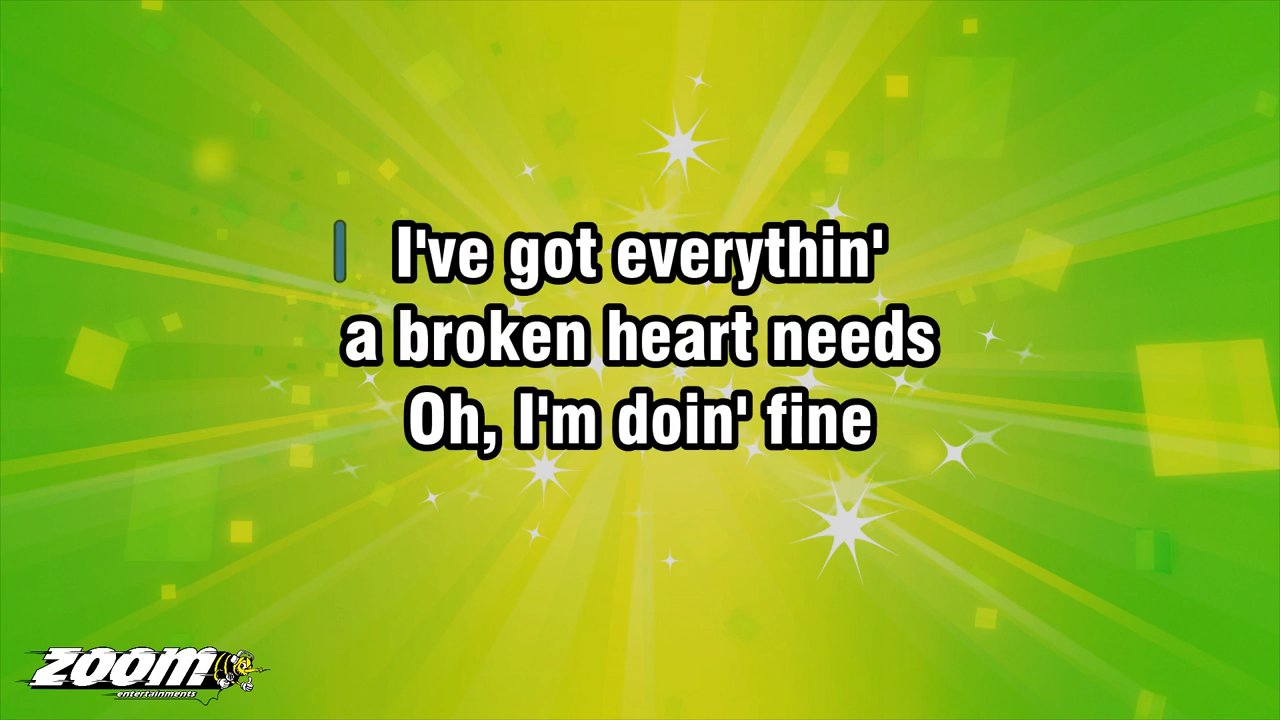 I've got everythin'
a broken heart needs
Oh, I'm doin' fine
ZOOM
entertainments